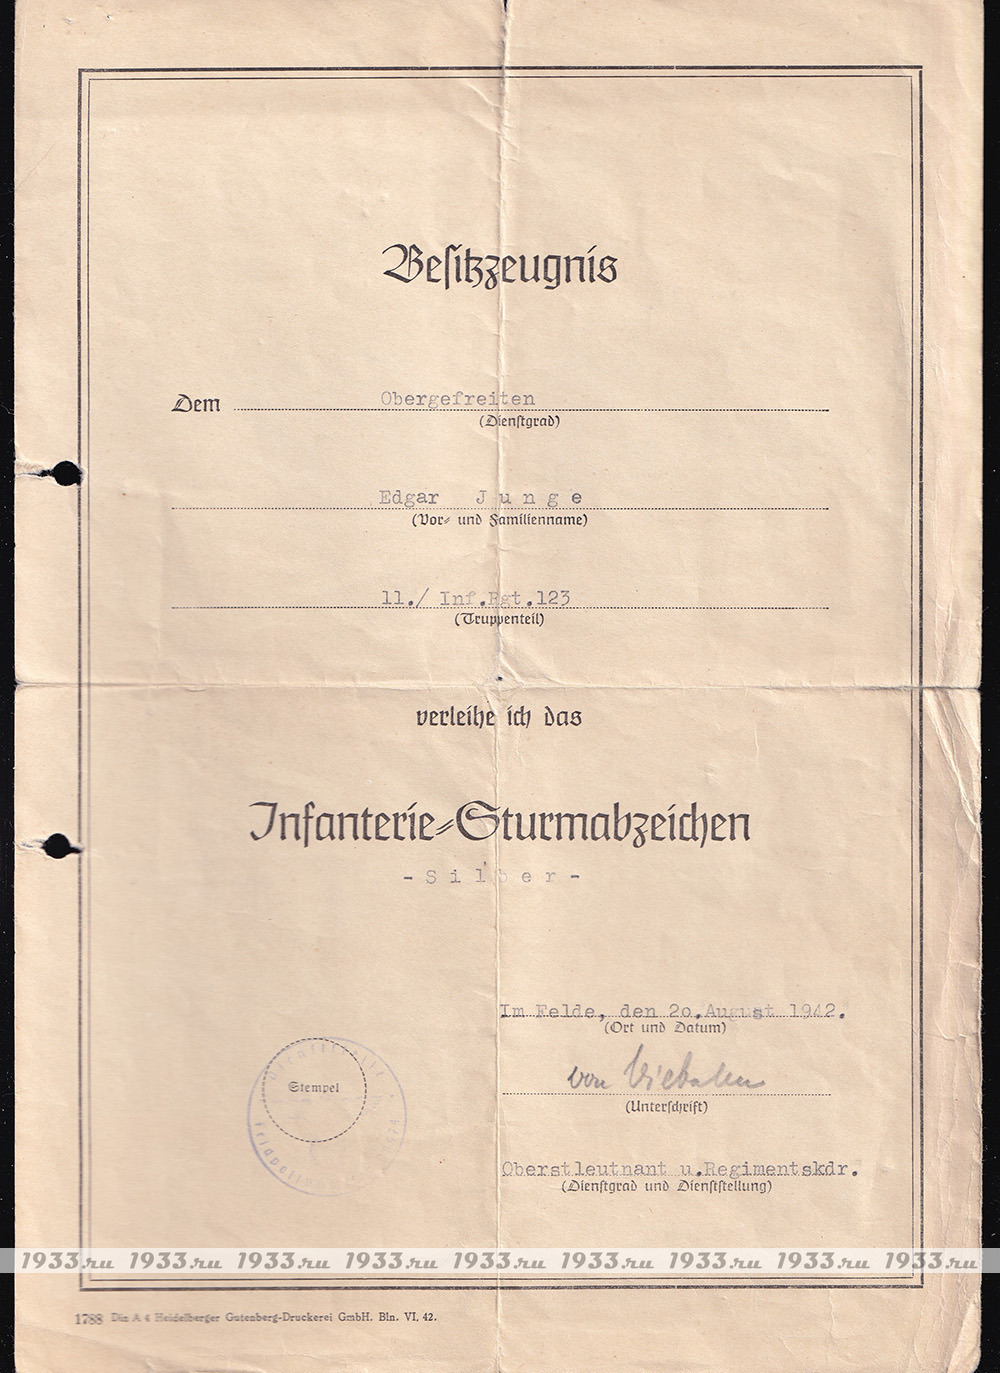 Besitzzeugnis
Dem Obergefreiten
(Dienstgrad)
Edgar Junge
(Vor- und Familienname)
11./ Inf.Rgt.123
(Truppenteil)
verleihe ich das
Infanterie-Sturmabzeichen
- Silber -
Im Felde, den 20.August 1942.
(Ort und Datum)
von
(Unterschrift)
Stempel
Dienststelle
Feldpost
Oberstleutnant u.Regimentskdr.
(Dienstgrad und Dienststellung)
1933.ru 1933.ru 1933.ru 1933.ru 1933.ru 1933.ru 1933.ru 1933.ru 1933.ru
1788 Din A 4 Heidelberger Gutenberg-Druckerei GmbH. Bln. VI. 42.